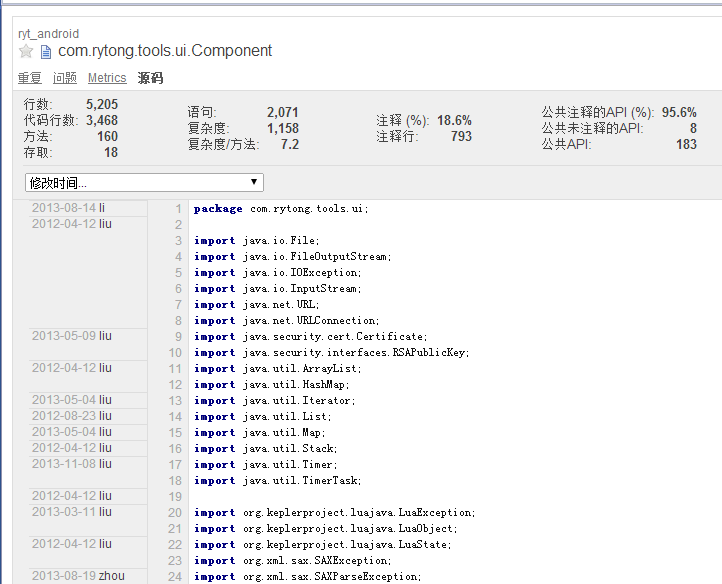 ryt_android
com.rytong.tools.ui.Component
重复 问题 Metrics 源码
行数: 5,205
代码行数: 3,468
方法: 160
存取: 18
语句: 2,071
复杂度: 1,158
复杂度/方法: 7.2
注释 (%): 18.6%
注释行: 793
公共注释的API (%): 95.6%
公共未注释的API: 8
公共API: 183
修改时间...
2013-08-14 li 1 package com.rytong.tools.ui;
2012-04-12 liu 2
3 import java.io.File;
4 import java.io.FileOutputStream;
5 import java.io.IOException;
6 import java.io.InputStream;
7 import java.net.URL;
8 import java.net.URLConnection;
2013-05-09 liu 9 import java.security.cert.Certificate;
10 import java.security.interfaces.RSAPublicKey;
2012-04-12 liu 11 import java.util.ArrayList;
12 import java.util.HashMap;
2013-05-04 liu 13 import java.util.Iterator;
2012-08-23 liu 14 import java.util.List;
2013-05-04 liu 15 import java.util.Map;
2012-04-12 liu 16 import java.util.Stack;
2013-11-08 liu 17 import java.util.Timer;
18 import java.util.TimerTask;
2012-04-12 liu 19
2013-03-11 liu 20 import org.keplerproject.luajava.LuaException;
21 import org.keplerproject.luajava.LuaObject;
2012-04-12 liu 22 import org.keplerproject.luajava.LuaState;
23 import org.xml.sax.SAXException;
2013-08-19 zhou 24 import org.xml.sax.SAXParseException;